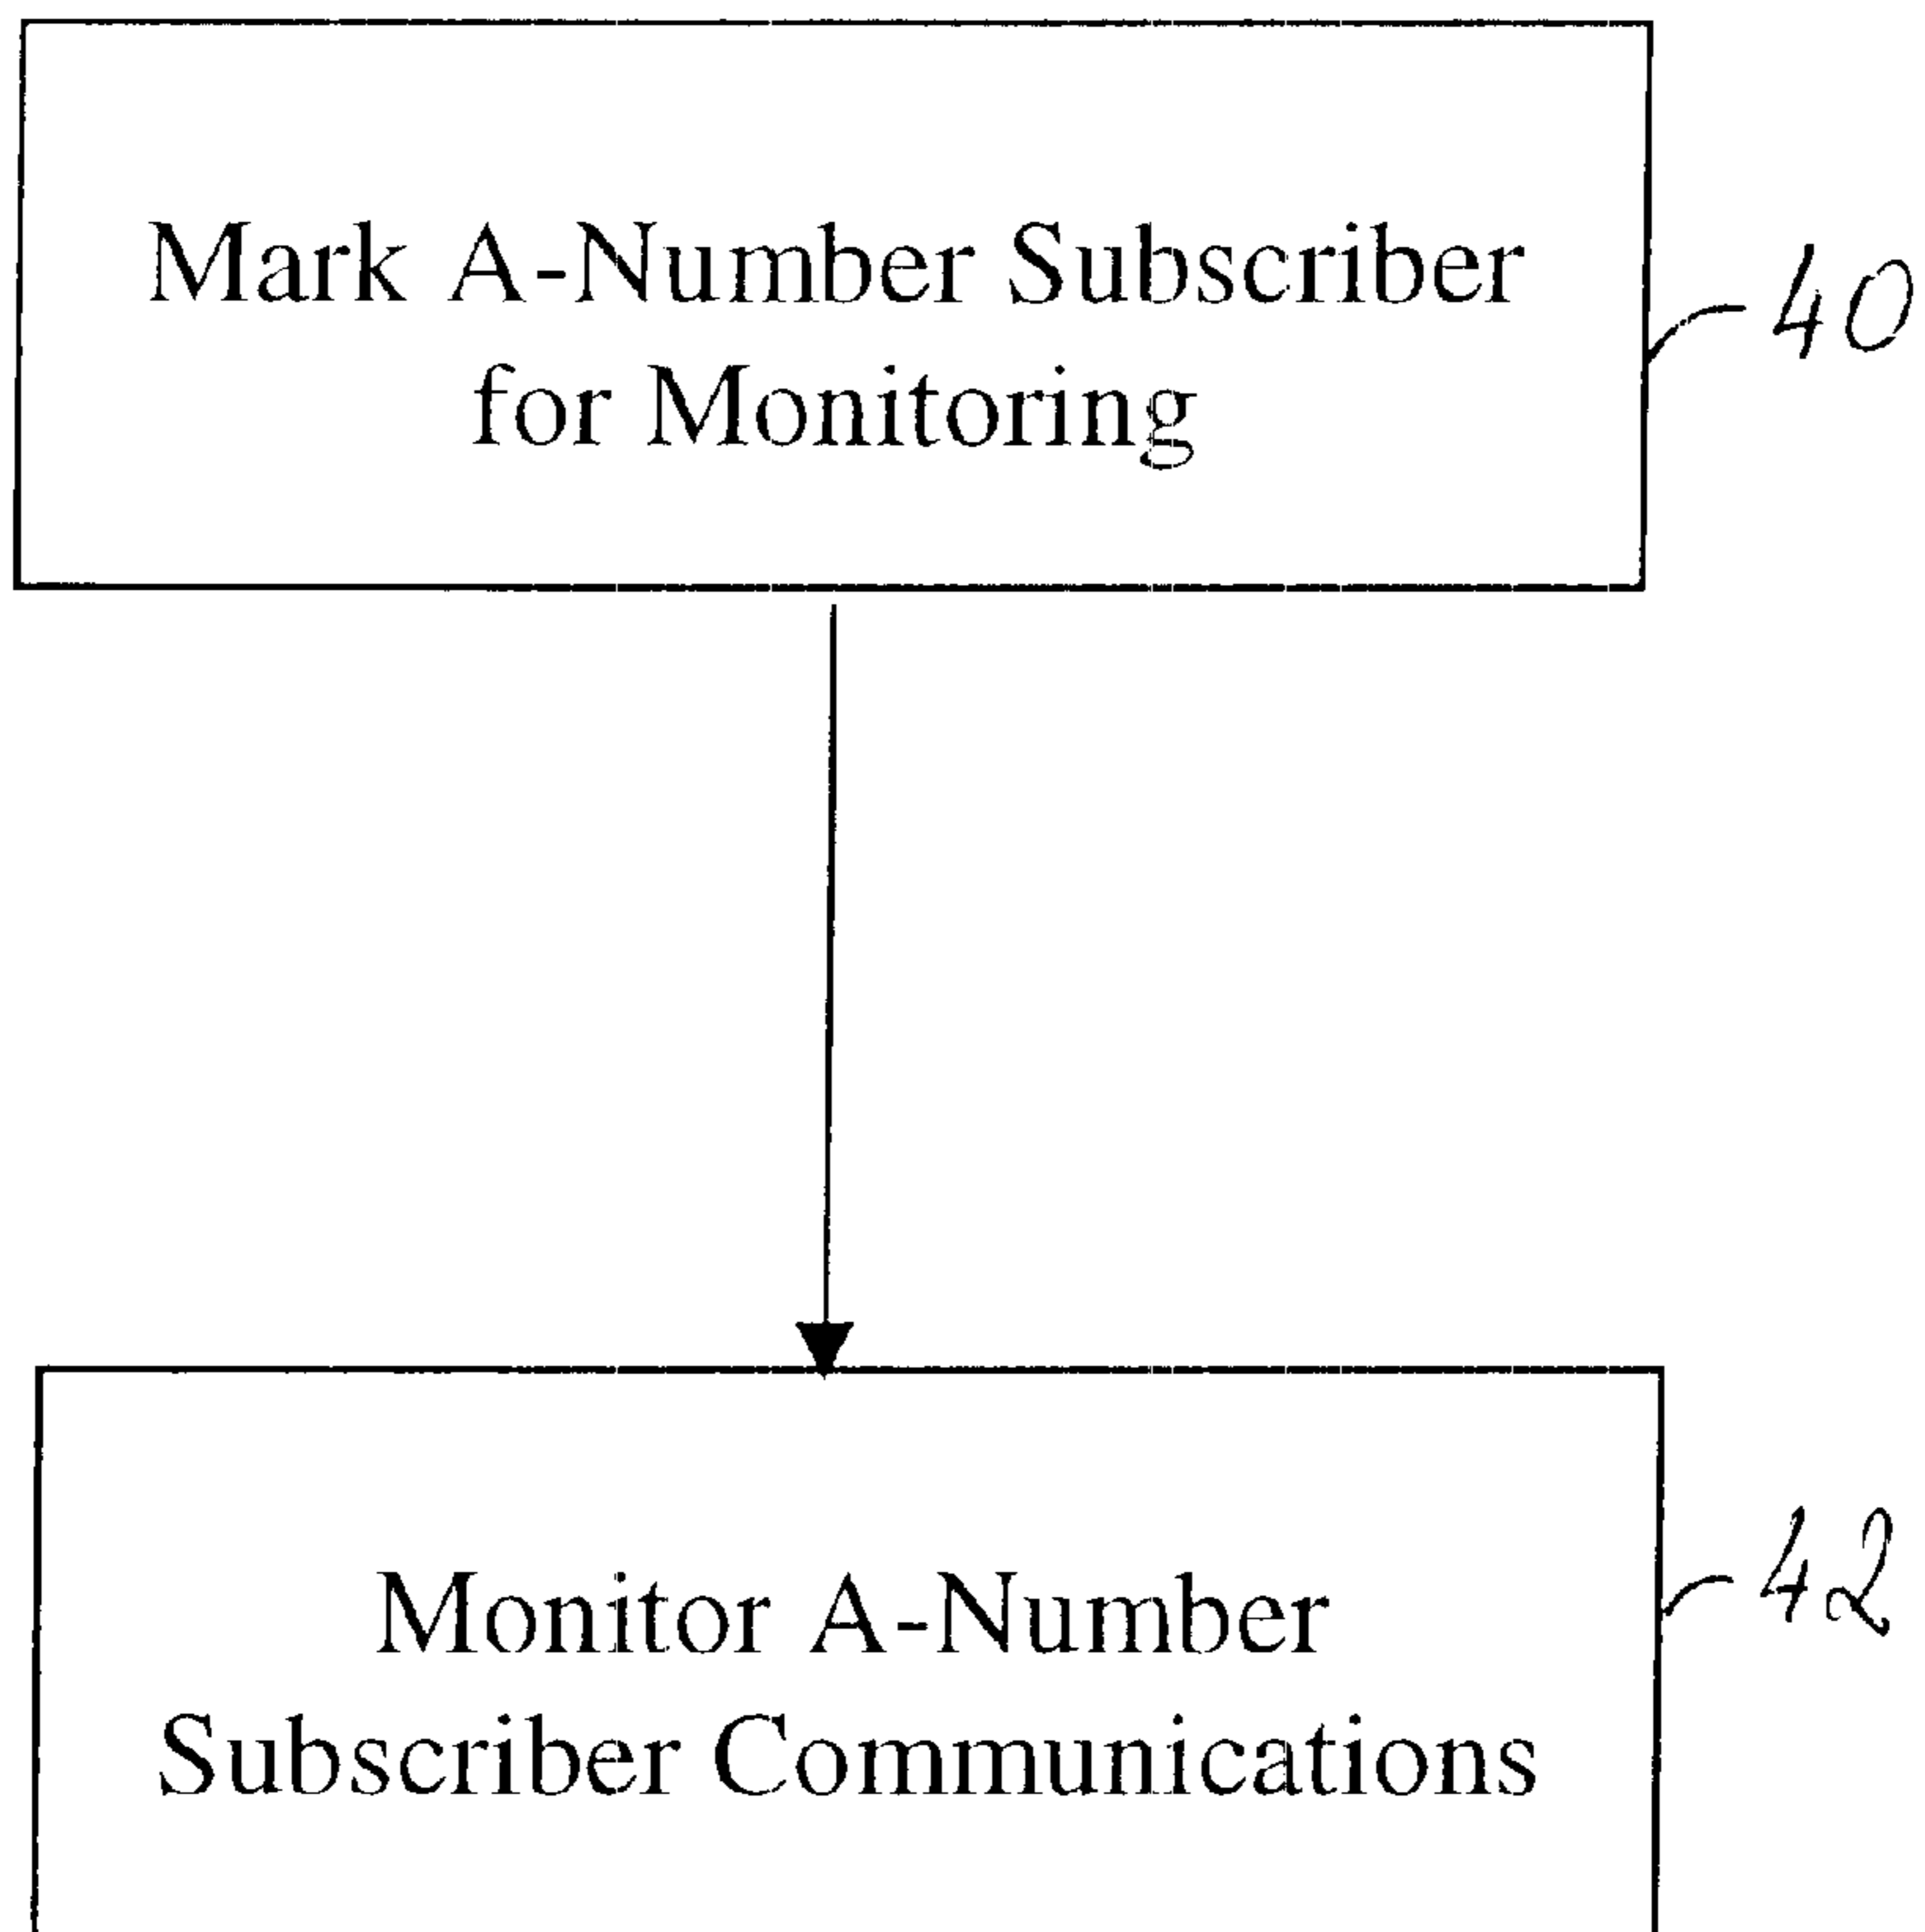 Mark A-Number Subscriber
for Monitoring
40
Monitor A-Number
Subscriber Communications
42